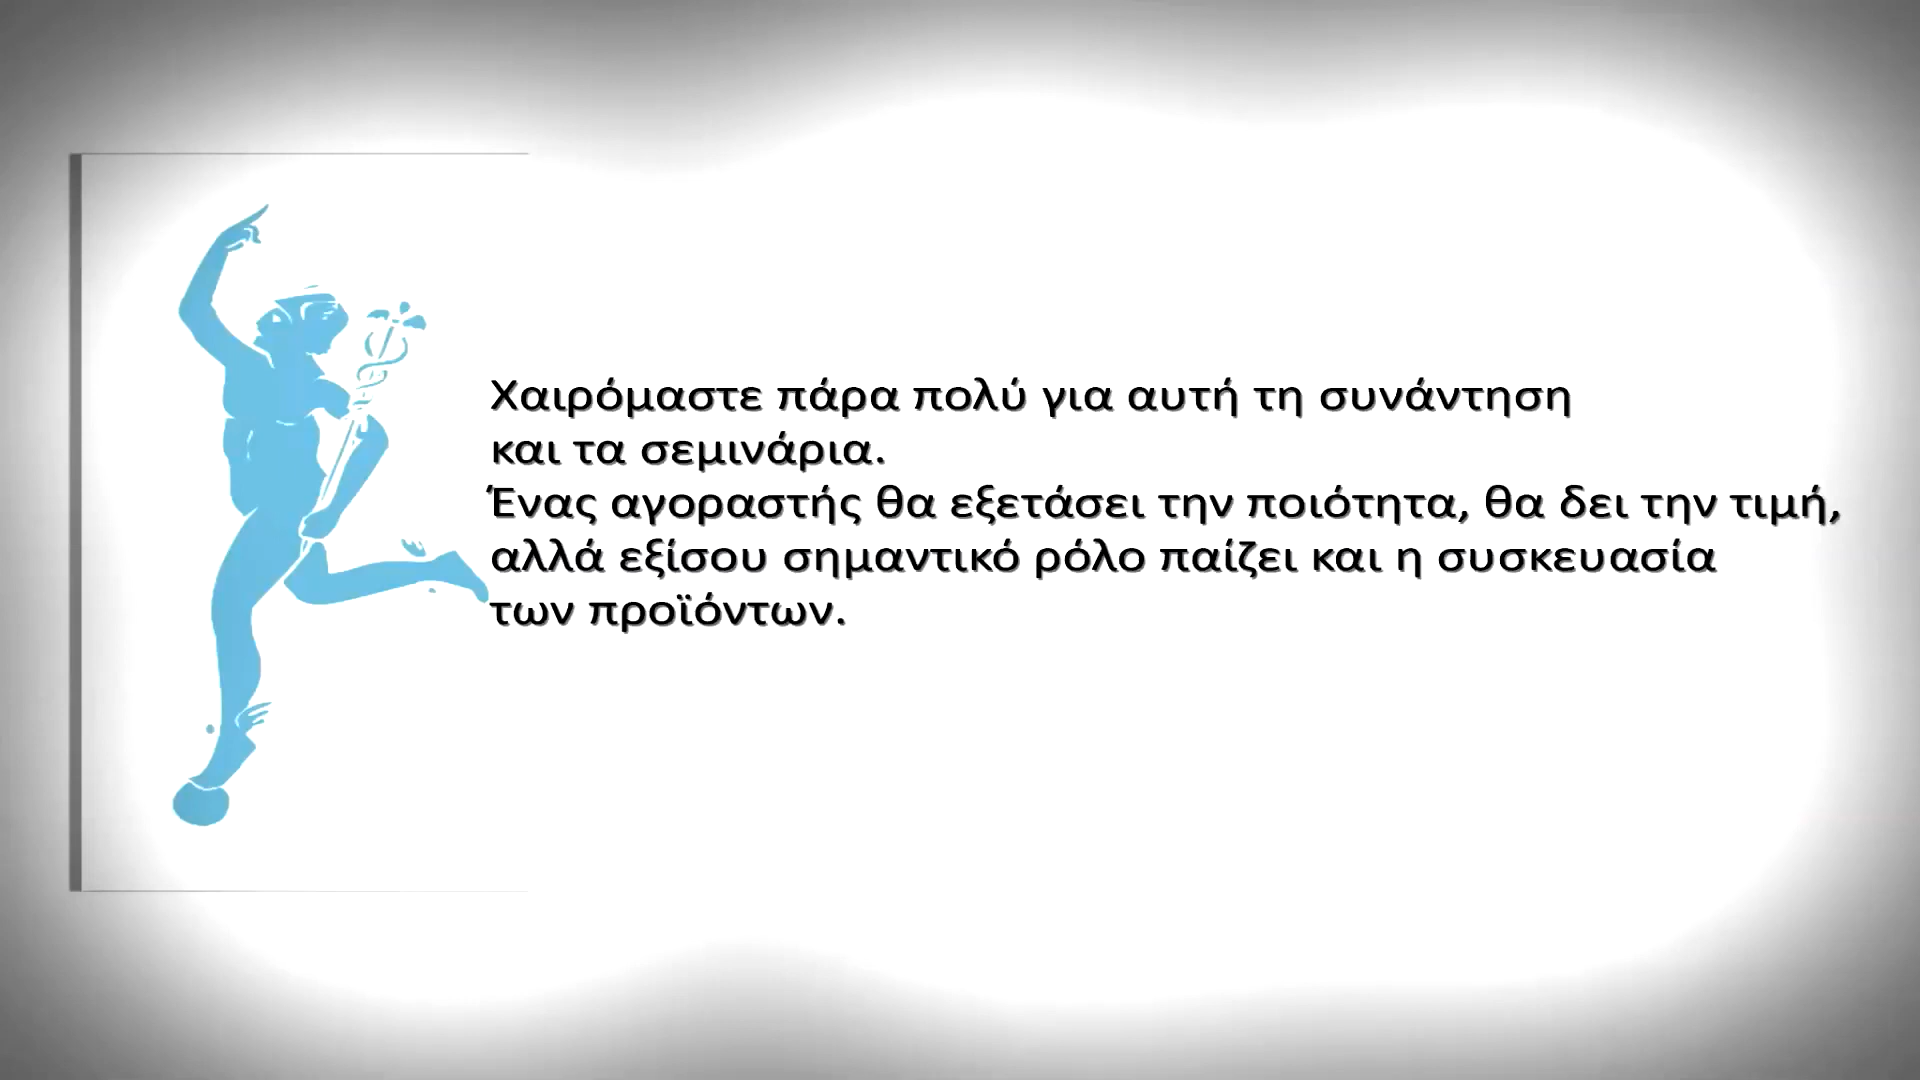 Χαιρόμαστε πάρα πολύ για αυτή τη συνάντηση
και τα σεμινάρια.
Ένας αγοραστής θα εξετάσει την ποιότητα, θα δει την τιμή,
αλλά εξίσου σημαντικό ρόλο παίζει και η συσκευασία
των προϊόντων.